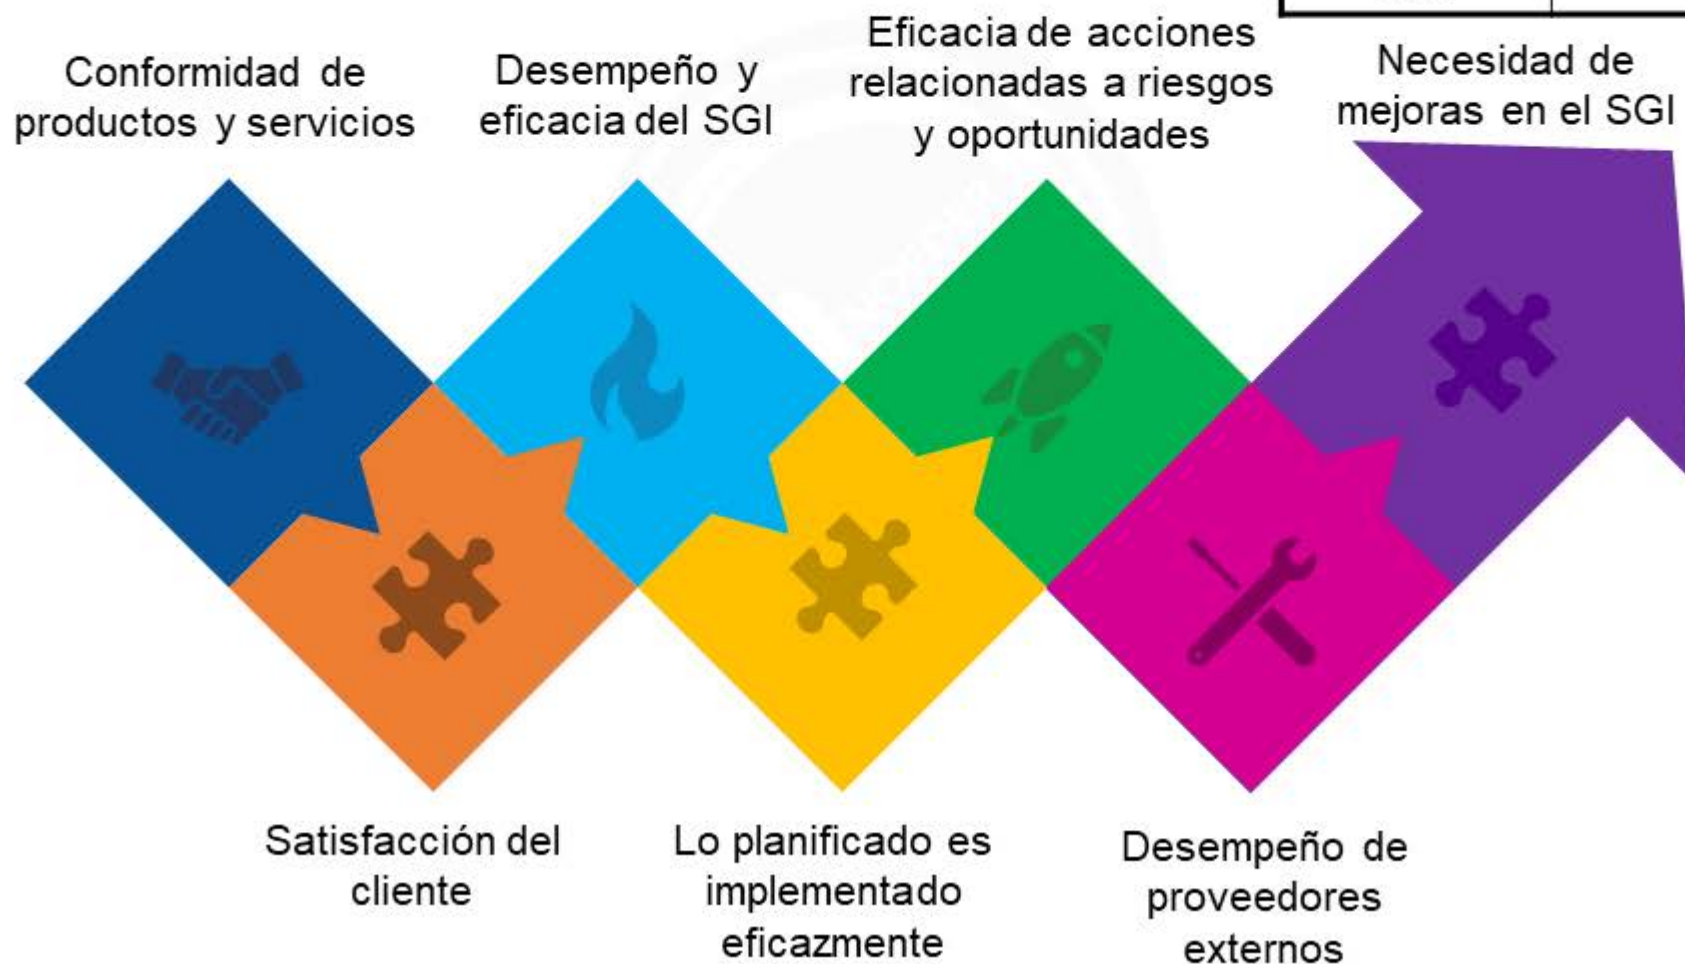 Conformidad de
productos y servicios
Desempeño y
eficacia del SGI
Eficacia de acciones
relacionadas a riesgos
y oportunidades
Necesidad de
mejoras en el SGI
Satisfacción del
cliente
Lo planificado es
implementado
eficazmente
Desempeño de
proveedores
externos